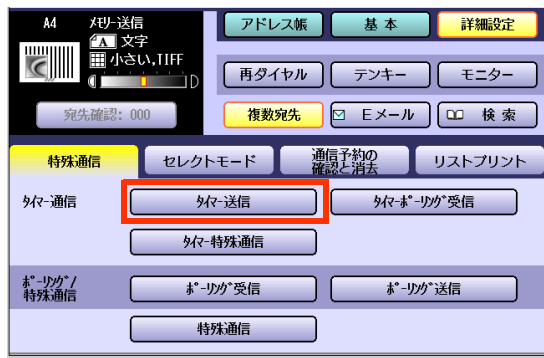 A4 ﾒﾓﾘｰ送信
A 文字
小さい,TIFF
D
宛先確認: 000
アドレス帳
基本
詳細設定
再ダイヤル
テンキー
モニター
複数宛先
Eメール
検索
特殊通信
セレクトモード
通信予約の
確認と消去
リストプリント
ﾀｲﾏｰ通信
ﾀｲﾏｰ送信
ﾀｲﾏｰﾎﾟｰﾘﾝｸﾞ受信
ﾀｲﾏｰ特殊通信
ﾎﾟｰﾘﾝｸﾞ/
特殊通信
ﾎﾟｰﾘﾝｸﾞ受信
ﾎﾟｰﾘﾝｸﾞ送信
特殊通信